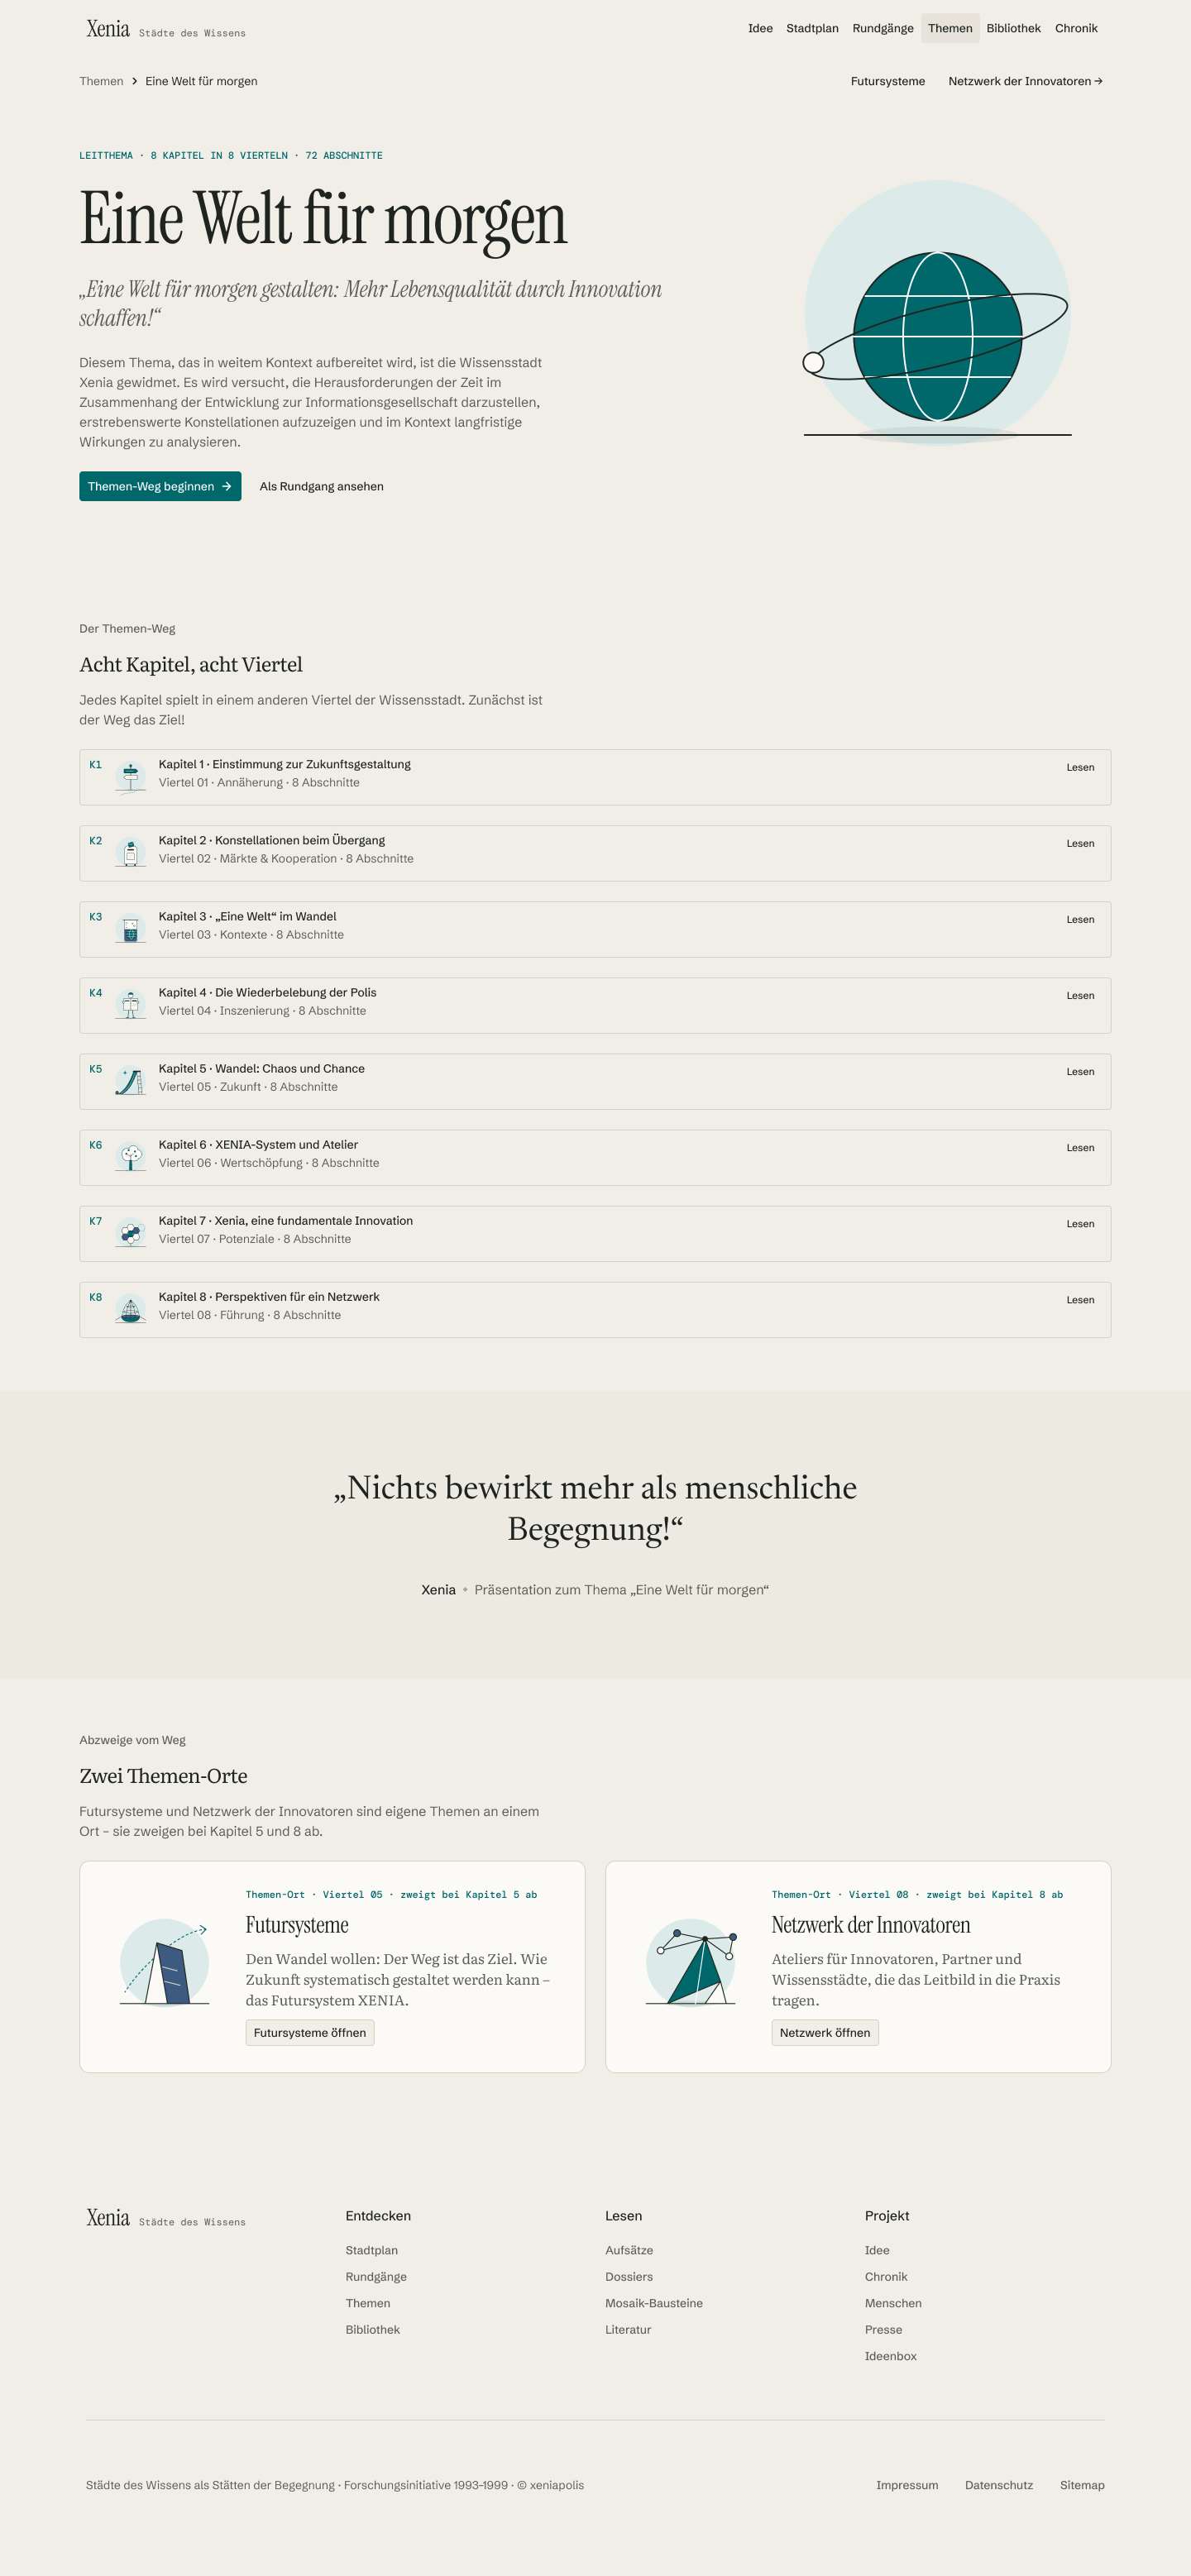 Xenia Städte des Wissens
Idee Stadtplan Rundgänge Themen Bibliothek Chronik
Themen › Eine Welt für morgen
Futursysteme Netzwerk der Innovatoren →
LEITTHEMA · 8 KAPITEL IN 8 VIERTELN · 72 ABSCHNITTE
Eine Welt für morgen
„Eine Welt für morgen gestalten: Mehr Lebensqualität durch Innovation
schaffen!“
Diesem Thema, das in weitem Kontext aufbereitet wird, ist die Wissensstadt
Xenia gewidmet. Es wird versucht, die Herausforderungen der Zeit im
Zusammenhang der Entwicklung zur Informationsgesellschaft darzustellen,
erstrebenswerte Konstellationen aufzuzeigen und im Kontext langfristige
Wirkungen zu analysieren.
Themen-Weg beginnen →
Als Rundgang ansehen
Der Themen-Weg
Acht Kapitel, acht Viertel
Jedes Kapitel spielt in einem anderen Viertel der Wissensstadt. Zunächst ist
der Weg das Ziel!
K1 Kapitel 1 · Einstimmung zur Zukunftsgestaltung Lesen
Viertel 01 · Annäherung · 8 Abschnitte
K2 Kapitel 2 · Konstellationen beim Übergang Lesen
Viertel 02 · Märkte & Kooperation · 8 Abschnitte
K3 Kapitel 3 · „Eine Welt“ im Wandel Lesen
Viertel 03 · Kontexte · 8 Abschnitte
K4 Kapitel 4 · Die Wiederbelebung der Polis Lesen
Viertel 04 · Inszenierung · 8 Abschnitte
K5 Kapitel 5 · Wandel: Chaos und Chance Lesen
Viertel 05 · Zukunft · 8 Abschnitte
K6 Kapitel 6 · XENIA-System und Atelier Lesen
Viertel 06 · Wertschöpfung · 8 Abschnitte
K7 Kapitel 7 · Xenia, eine fundamentale Innovation Lesen
Viertel 07 · Potenziale · 8 Abschnitte
K8 Kapitel 8 · Perspektiven für ein Netzwerk Lesen
Viertel 08 · Führung · 8 Abschnitte
„Nichts bewirkt mehr als menschliche
Begegnung!“
Xenia • Präsentation zum Thema „Eine Welt für morgen“
Abzweige vom Weg
Zwei Themen-Orte
Futursysteme und Netzwerk der Innovatoren sind eigene Themen an einem
Ort – sie zweigen bei Kapitel 5 und 8 ab.
Themen-Ort · Viertel 05 · zweigt bei Kapitel 5 ab
Futursysteme
Den Wandel wollen: Der Weg ist das Ziel. Wie
Zukunft systematisch gestaltet werden kann –
das Futursystem XENIA.
Futursysteme öffnen
Themen-Ort · Viertel 08 · zweigt bei Kapitel 8 ab
Netzwerk der Innovatoren
Ateliers für Innovatoren, Partner und
Wissensstädte, die das Leitbild in die Praxis
tragen.
Netzwerk öffnen
Xenia Städte des Wissens
Entdecken
Stadtplan
Rundgänge
Themen
Bibliothek
Lesen
Aufsätze
Dossiers
Mosaik-Bausteine
Literatur
Projekt
Idee
Chronik
Menschen
Presse
Ideenbox
Städte des Wissens als Stätten der Begegnung · Forschungsinitiative 1993–1999 · © xeniapolis
Impressum Datenschutz Sitemap